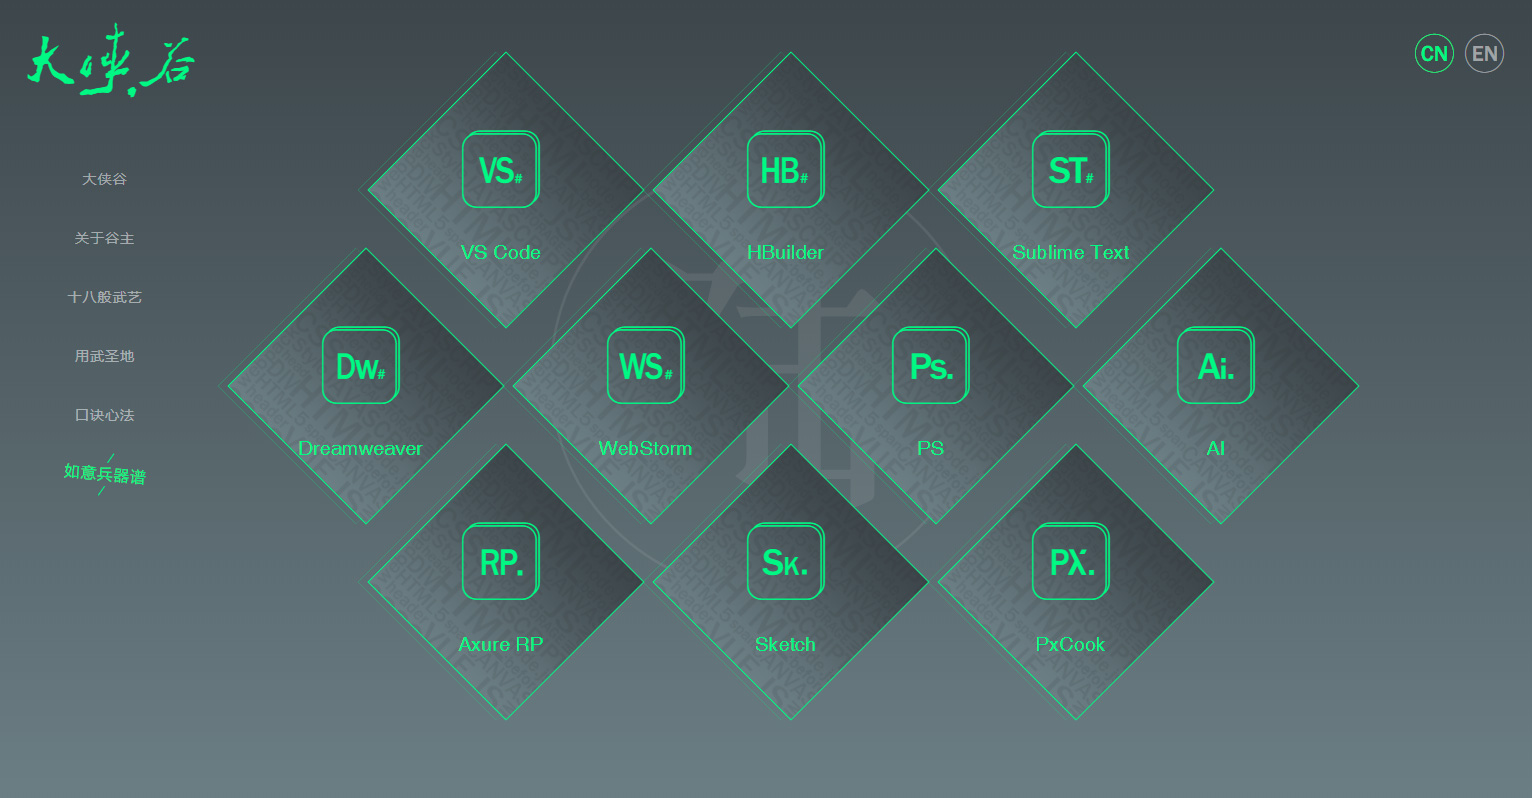 大侠谷
CN
EN
大侠谷
关于谷主
十八般武艺
用武圣地
口诀心法
如意兵器谱
VS#
VS Code
HB#
HBuilder
ST#
Sublime Text
Dw#
Dreamweaver
WS#
WebStorm
Ps.
PS
Ai.
AI
RP.
Axure RP
SK.
Sketch
PX.
PxCook